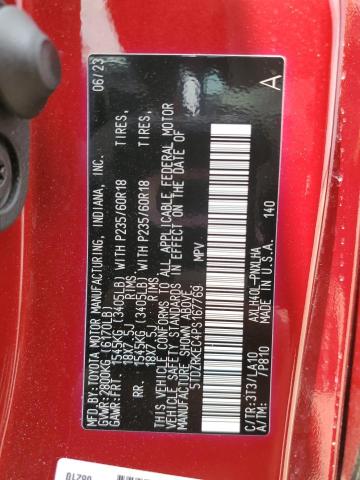 MFD.BY:TOYOTA MOTOR MANUFACTURING, INDIANA, INC. 06/23
GVWR:2800KG (6170LB)
GAWR:FRT. 1545KG (3405LB) WITH P235/60R18 TIRES,
18X7.5J RIMS
RR. 1545KG (3405LB) WITH P235/60R18 TIRES,
18X7.5J RIMS
THIS VEHICLE CONFORMS TO ALL APPLICABLE FEDERAL MOTOR
VEHICLE SAFETY STANDARDS IN EFFECT ON THE DATE OF
MANUFACTURE SHOWN ABOVE.
5TDZRKEC4PS167769 MPV
C/TR:3T3/LA10 AXLH40L-PNXLHA
A/TM: /P810 MADE IN U.S.A. 140
A